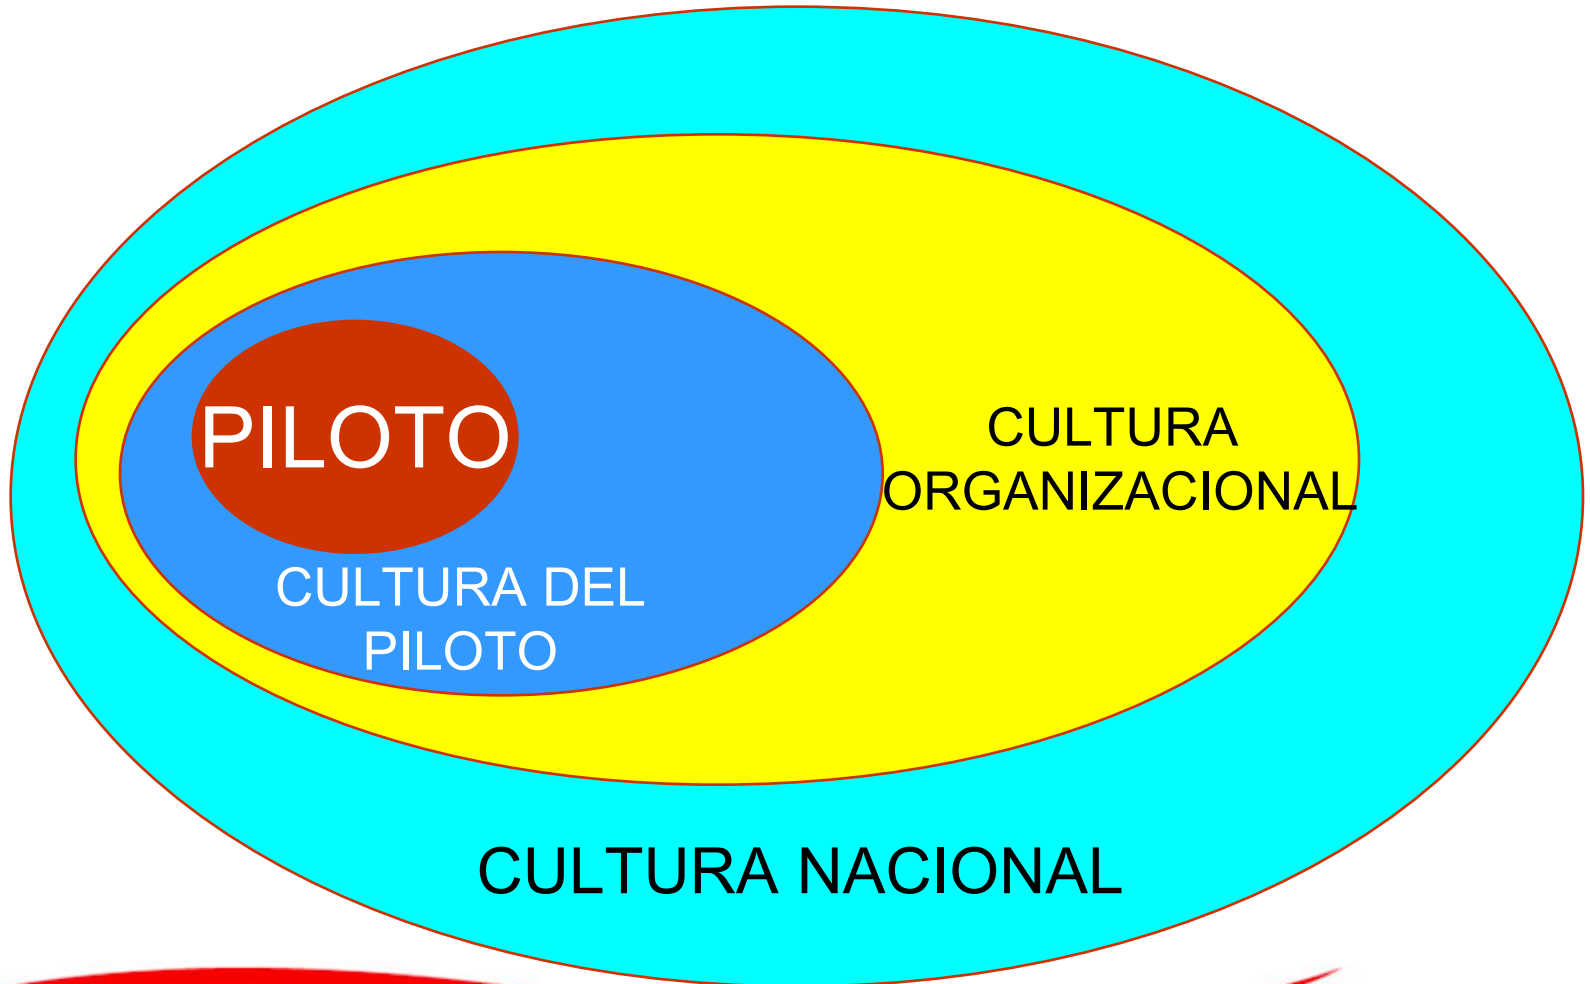 PILOTO
CULTURA DEL
PILOTO
CULTURA
ORGANIZACIONAL
CULTURA NACIONAL